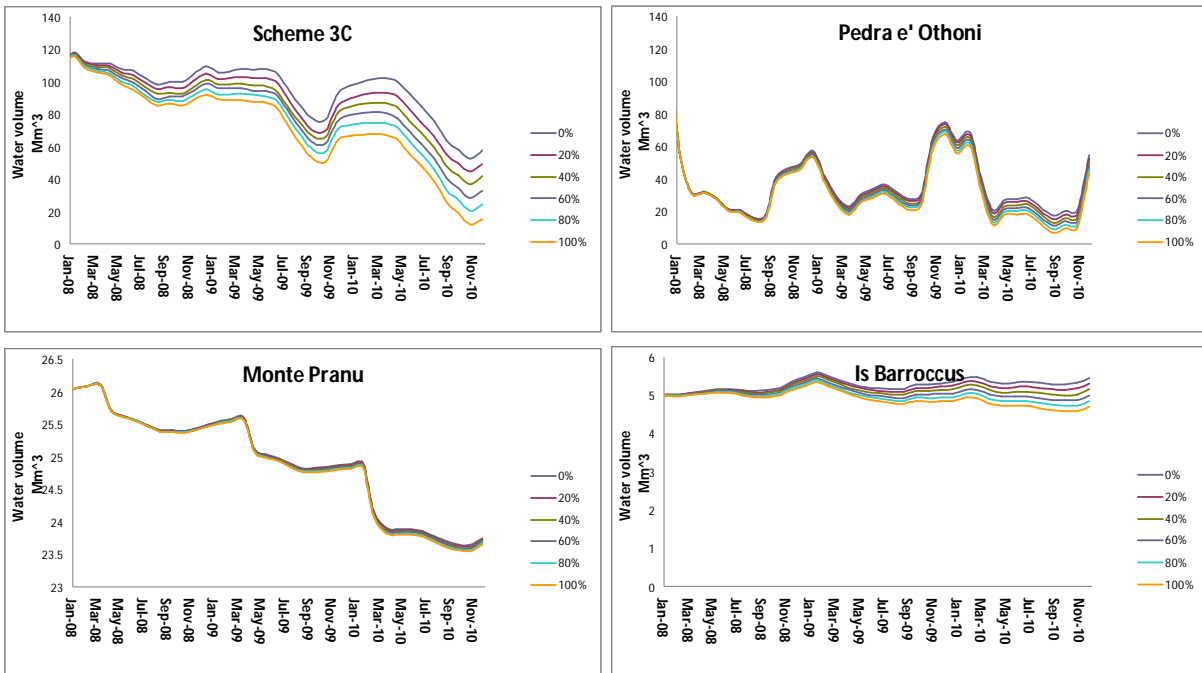 Scheme 3C
Water volume
Mm^3
140
120
100
80
60
40
20
0
Jan-08
Mar-08
May-08
Jul-08
Sep-08
Nov-08
Jan-09
Mar-09
May-09
Jul-09
Sep-09
Nov-09
Jan-10
Mar-10
May-10
Jul-10
Sep-10
Nov-10
0%
20%
40%
60%
80%
100%
Pedra e' Othoni
Water volume
Mm^3
140
120
100
80
60
40
20
0
Jan-08
Mar-08
May-08
Jul-08
Sep-08
Nov-08
Jan-09
Mar-09
May-09
Jul-09
Sep-09
Nov-09
Jan-10
Mar-10
May-10
Jul-10
Sep-10
Nov-10
0%
20%
40%
60%
80%
100%
Monte Pranu
Water volume
Mm^3
26.5
26
25.5
25
24.5
24
23.5
23
Jan-08
Mar-08
May-08
Jul-08
Sep-08
Nov-08
Jan-09
Mar-09
May-09
Jul-09
Sep-09
Nov-09
Jan-10
Mar-10
May-10
Jul-10
Sep-10
Nov-10
0%
20%
40%
60%
80%
100%
Is Barroccus
Water volume
Mm^3
6
5
4
3
2
1
0
Jan-08
Mar-08
May-08
Jul-08
Sep-08
Nov-08
Jan-09
Mar-09
May-09
Jul-09
Sep-09
Nov-09
Jan-10
Mar-10
May-10
Jul-10
Sep-10
Nov-10
0%
20%
40%
60%
80%
100%